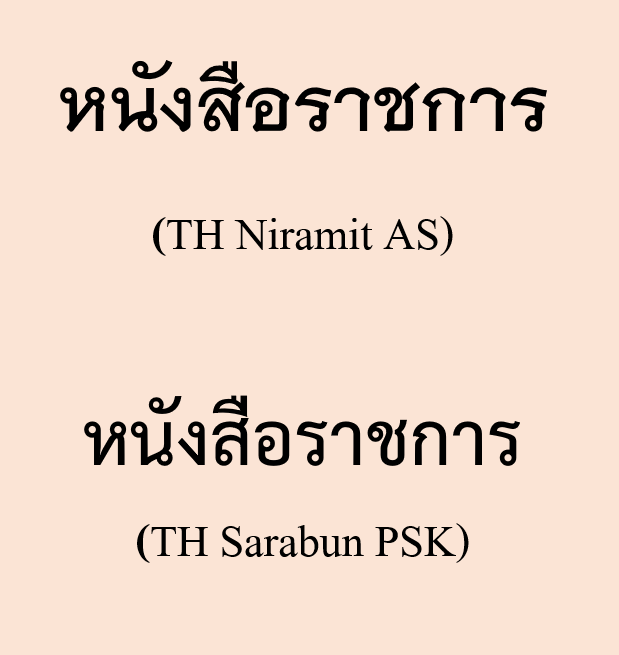 หนังสือราชการ
(TH Niramit AS)
หนังสือราชการ
(TH Sarabun PSK)